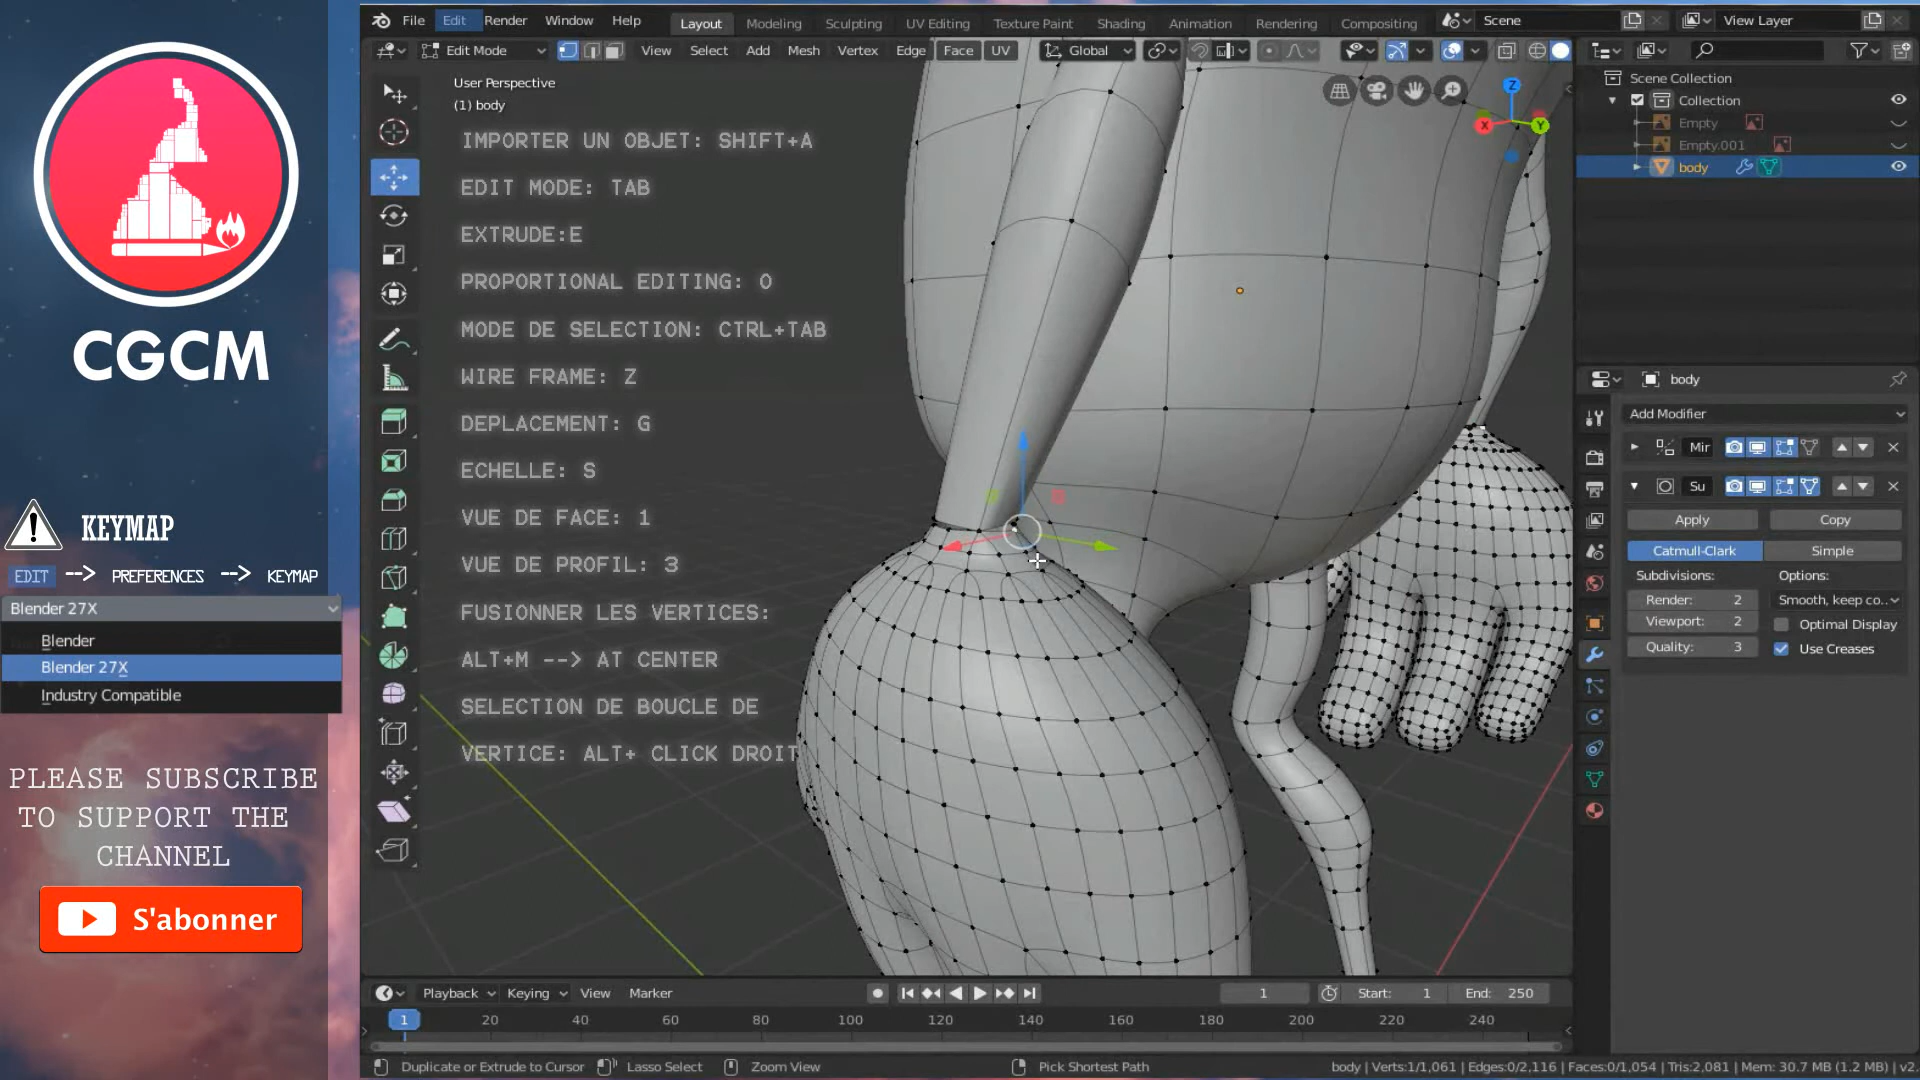 File Edit Render Window Help
Layout Modeling Sculpting UV Editing Texture Paint Shading Animation Rendering Compositing
Scene
View Layer
Edit Mode View Select Add Mesh Vertex Edge Face UV
Global
User Perspective
(1) body
IMPORTER UN OBJET: SHIFT+A
EDIT MODE: TAB
EXTRUDE:E
PROPORTIONAL EDITING: O
MODE DE SELECTION: CTRL+TAB
WIRE FRAME: Z
DEPLACEMENT: G
ECHELLE: S
VUE DE FACE: 1
VUE DE PROFIL: 3
FUSIONNER LES VERTICES:
ALT+M --> AT CENTER
SELECTION DE BOUCLE DE
VERTICE: ALT+ CLICK DROIT
CGCM
KEYMAP
EDIT --> PREFERENCES --> KEYMAP
Blender 27X
Blender
Blender 27X
Industry Compatible
PLEASE SUBSCRIBE
TO SUPPORT THE
CHANNEL
S'abonner
Z
X
Y
Scene Collection
Collection
Empty
Empty.001
body
body
Add Modifier
Mir
Su
Apply Copy
Catmull-Clark Simple
Subdivisions: Options:
Render: 2 Smooth, keep co..
Viewport: 2 Optimal Display
Quality: 3 Use Creases
Playback Keying View Marker
1 Start: 1 End: 250
1 20 40 60 80 100 120 140 160 180 200 220 240
Duplicate or Extrude to Cursor Lasso Select Zoom View Pick Shortest Path
body | Verts:1/1,061 | Edges:0/2,116 | Faces:0/1,054 | Tris:2,081 | Mem: 30.7 MB (1.2 MB) | v2.